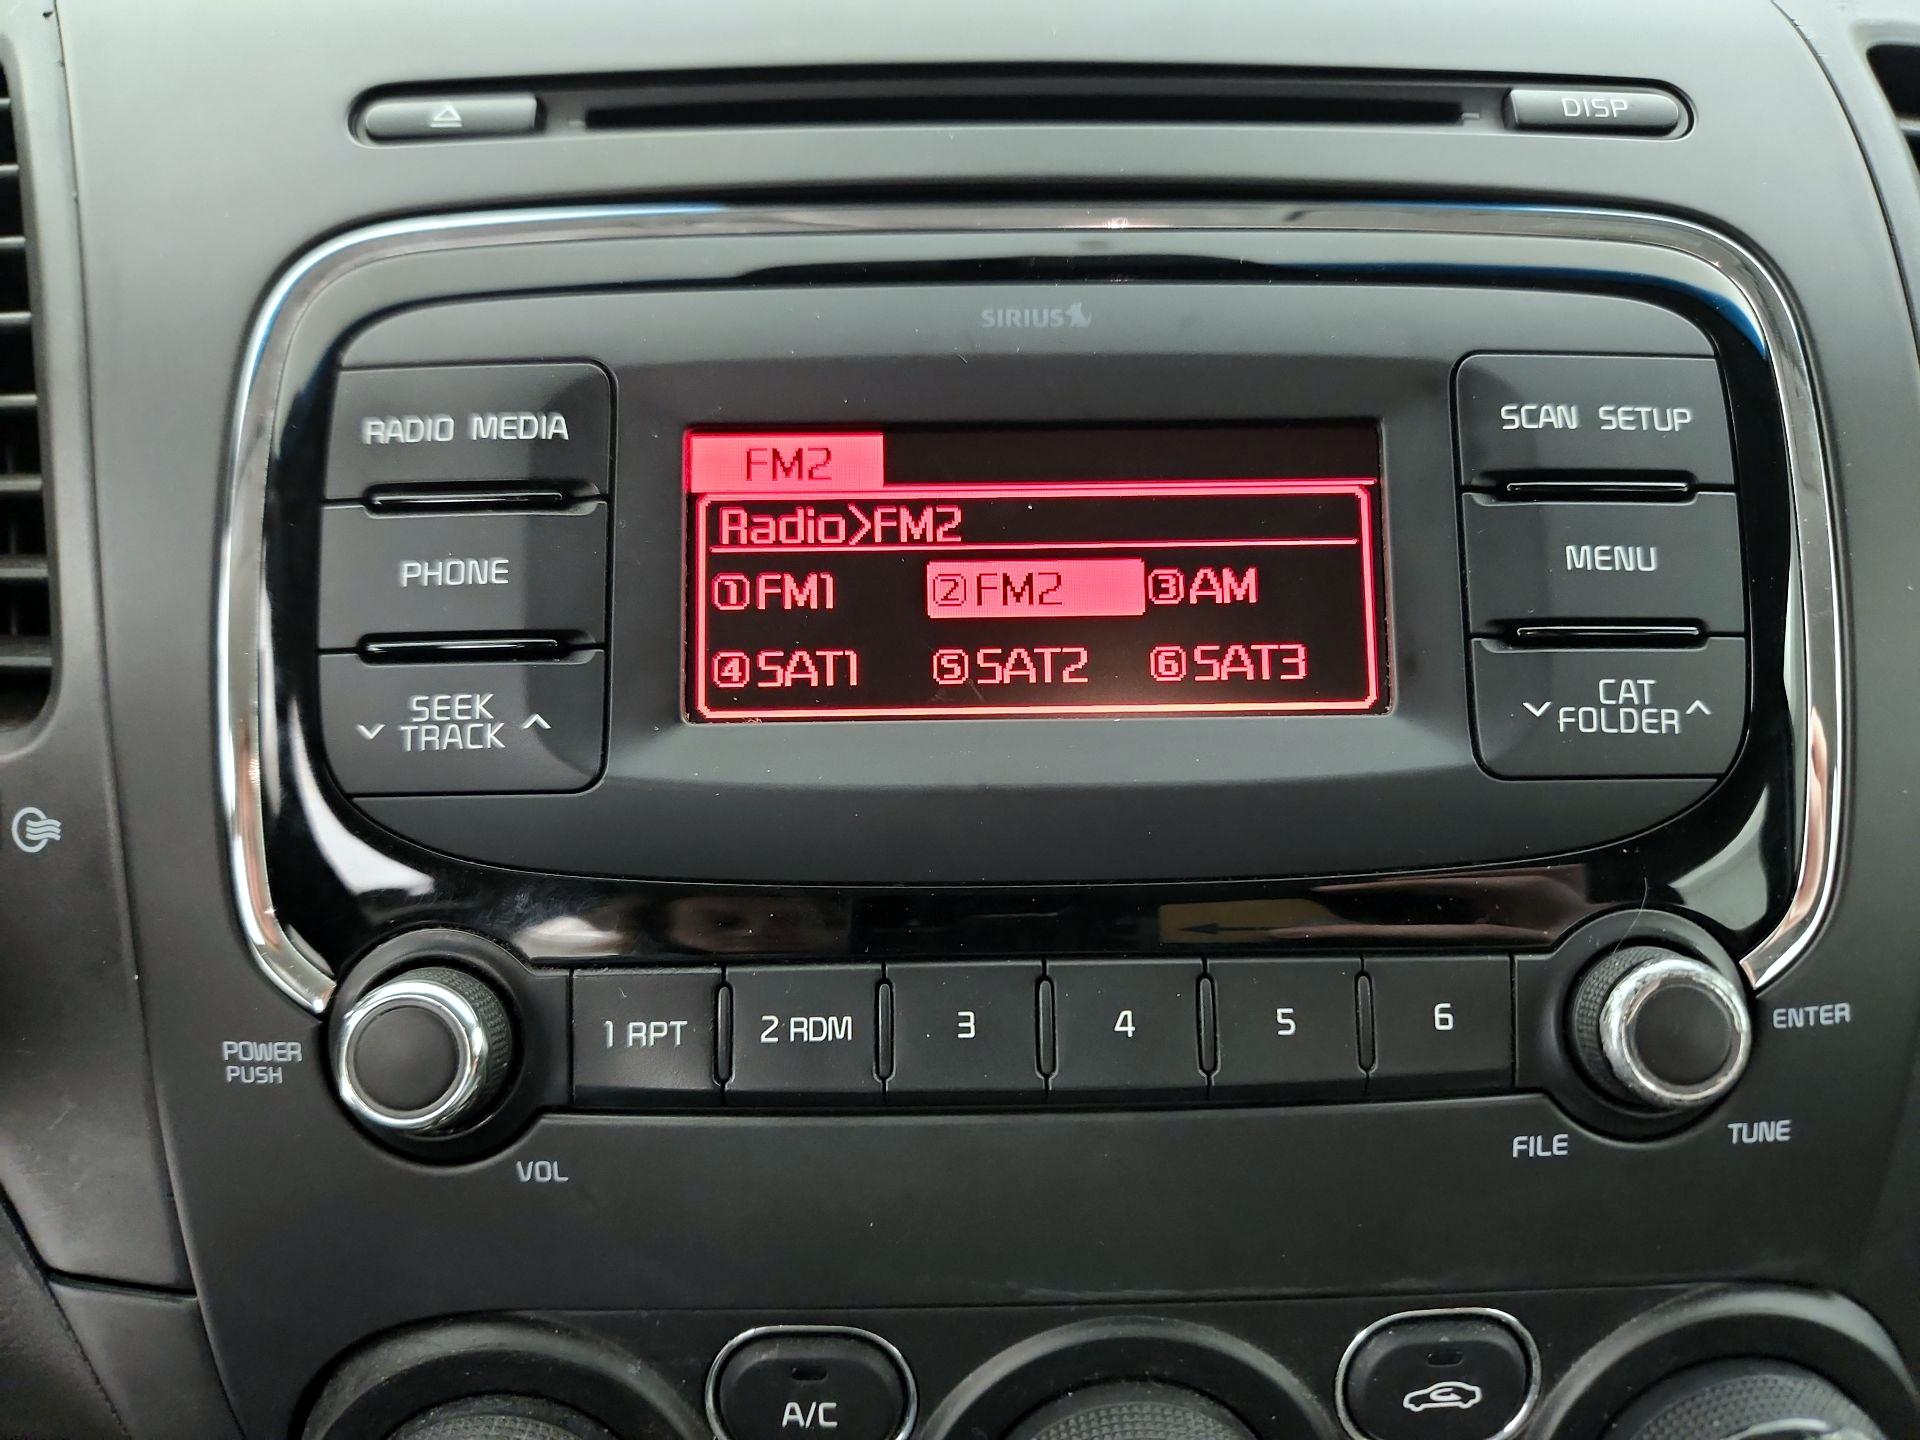 DISP
SIRIUS
RADIO MEDIA
SCAN SETUP
FM2
Radio>FM2
①FM1 ②FM2 ③AM
④SAT1 ⑤SAT2 ⑥SAT3
PHONE
MENU
SEEK
TRACK
CAT
FOLDER
1 RPT
2 RDM
3
4
5
6
POWER
PUSH
VOL
ENTER
FILE
TUNE
A/C